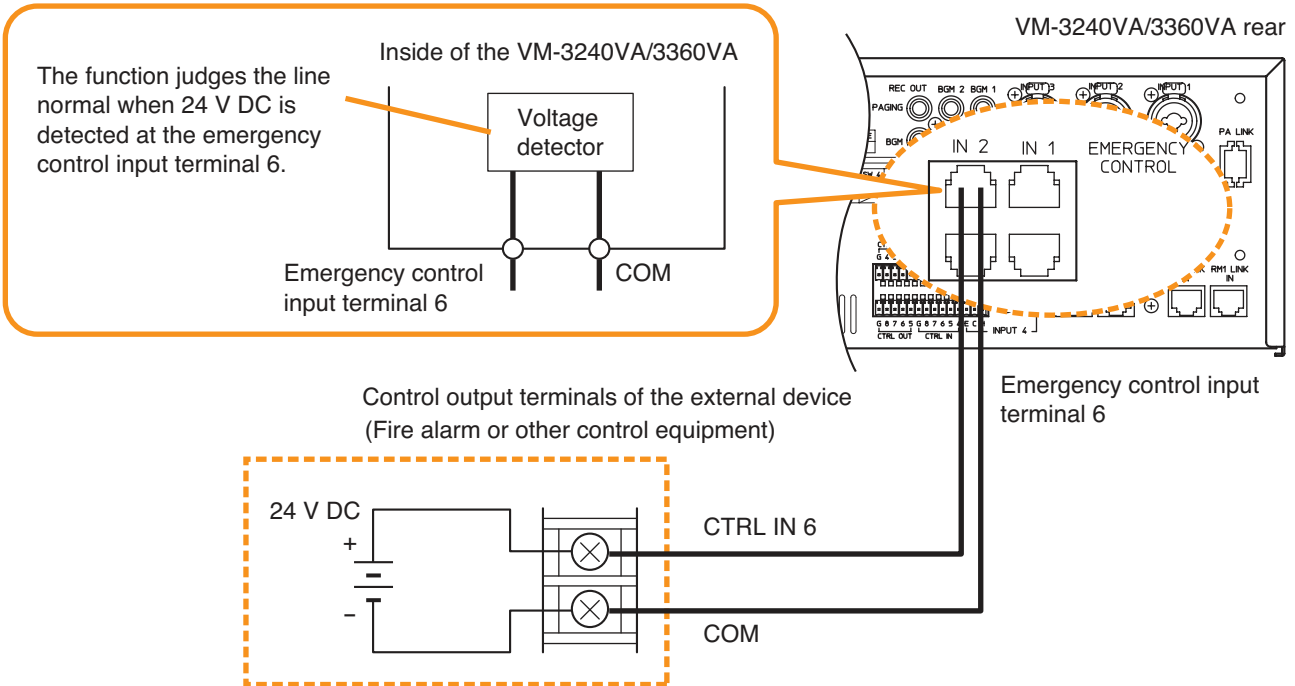 VM-3240VA/3360VA rear
Inside of the VM-3240VA/3360VA
The function judges the line
normal when 24 V DC is
detected at the emergency
control input terminal 6.
Voltage
detector
Emergency control
input terminal 6
COM
REC OUT BGM 2 BGM 1 INPUT 3 INPUT 2 INPUT 1
PAGING
BGM
PA LINK
IN 2 IN 1
EMERGENCY
CONTROL
RM1 LINK
IN
G 8 7 6 5 G 8 7 6 5
CTRL OUT CTRL IN INPUT 4
Emergency control input
terminal 6
Control output terminals of the external device
(Fire alarm or other control equipment)
24 V DC
+
−
CTRL IN 6
COM